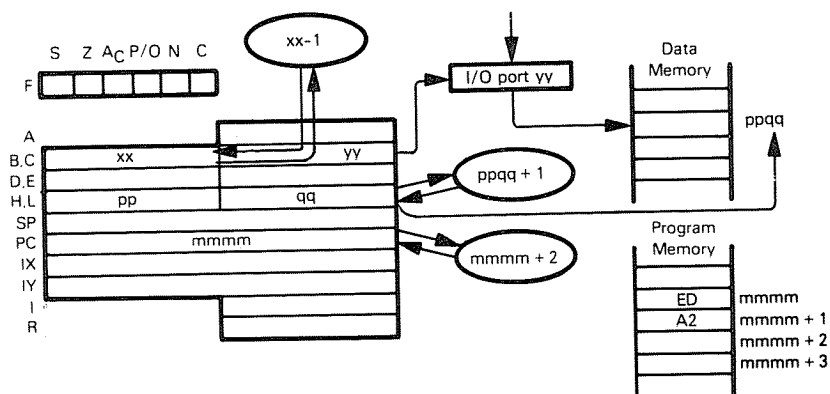 S Z AC P/O N C
F
xx-1
I/O port yy
Data
Memory
ppqq
A
B.C xx yy
D.E
H.L pp qq
SP
PC mmmm
IX
IY
I
R
ppqq + 1
mmmm + 2
Program
Memory
ED mmmm
A2 mmmm + 1
mmmm + 2
mmmm + 3